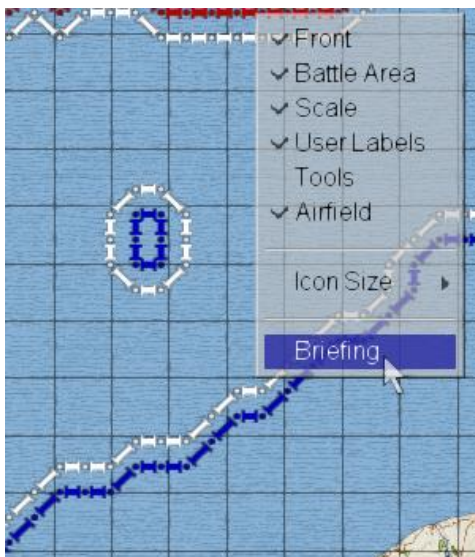 Front
Battle Area
Scale
User Labels
Tools
Airfield
Icon Size
Briefing